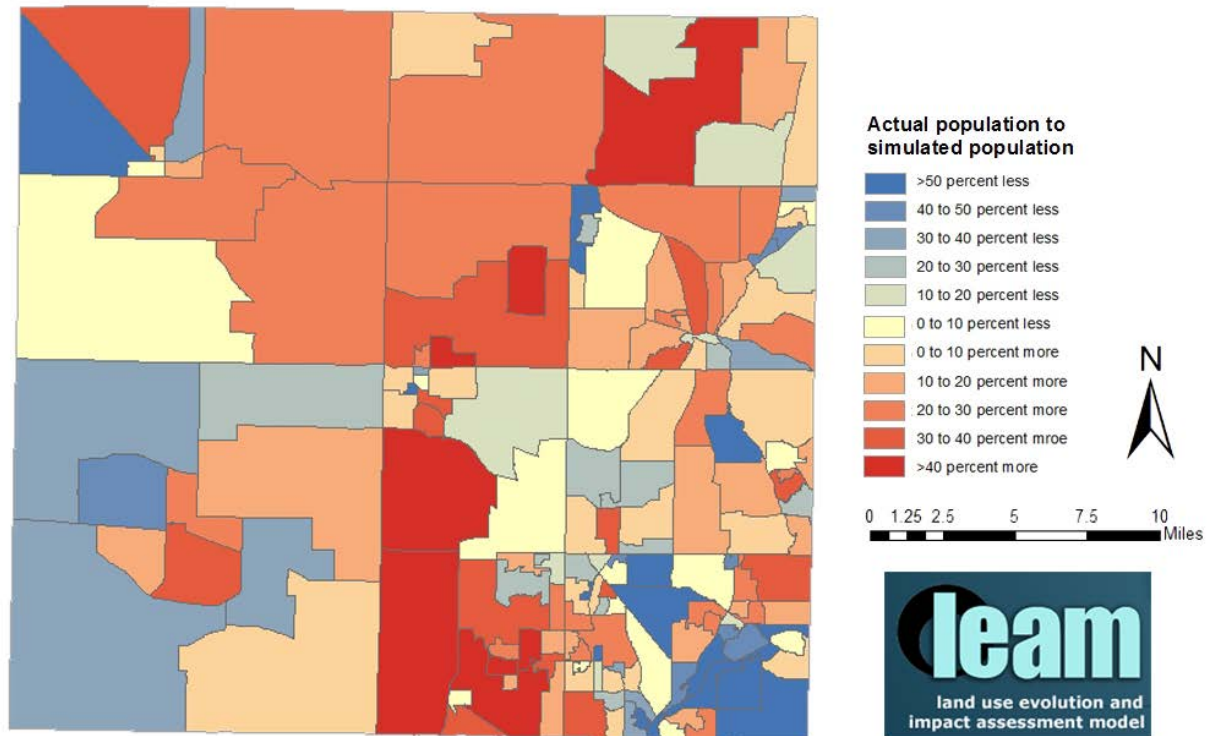 Actual population to
simulated population
>50 percent less
40 to 50 percent less
30 to 40 percent less
20 to 30 percent less
10 to 20 percent less
0 to 10 percent less
0 to 10 percent more
10 to 20 percent more
20 to 30 percent more
30 to 40 percent mroe
>40 percent more
N
0 1.25 2.5 5 7.5 10
Miles
leam
land use evolution and
impact assessment model